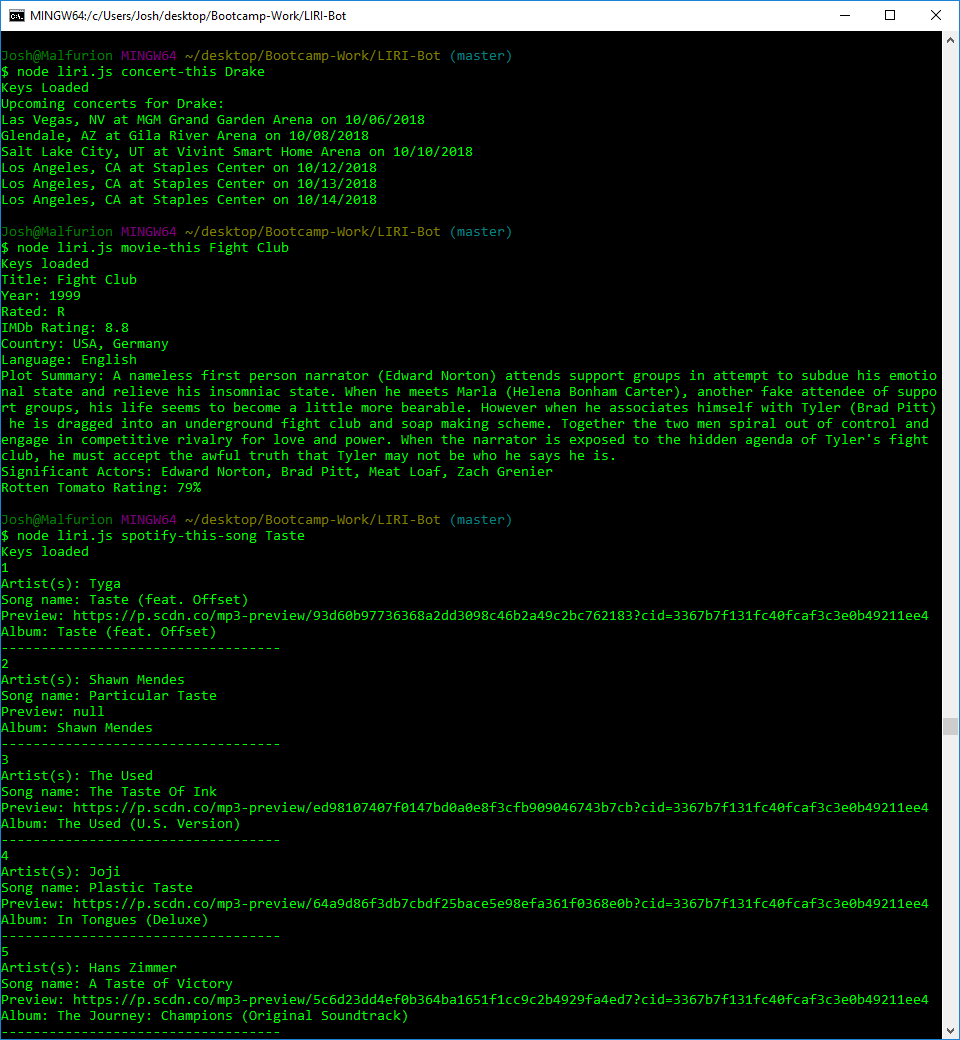 MINGW64:/c/Users/Josh/desktop/Bootcamp-Work/LIRI-Bot
Josh@Malfurion MINGW64 ~/desktop/Bootcamp-Work/LIRI-Bot (master)
$ node liri.js concert-this Drake
Keys Loaded
Upcoming concerts for Drake:
Las Vegas, NV at MGM Grand Garden Arena on 10/06/2018
Glendale, AZ at Gila River Arena on 10/08/2018
Salt Lake City, UT at Vivint Smart Home Arena on 10/10/2018
Los Angeles, CA at Staples Center on 10/12/2018
Los Angeles, CA at Staples Center on 10/13/2018
Los Angeles, CA at Staples Center on 10/14/2018
Josh@Malfurion MINGW64 ~/desktop/Bootcamp-Work/LIRI-Bot (master)
$ node liri.js movie-this Fight Club
Keys loaded
Title: Fight Club
Year: 1999
Rated: R
IMDb Rating: 8.8
Country: USA, Germany
Language: English
Plot Summary: A nameless first person narrator (Edward Norton) attends support groups in attempt to subdue his emotio
nal state and relieve his insomniac state. When he meets Marla (Helena Bonham Carter), another fake attendee of suppo
rt groups, his life seems to become a little more bearable. However when he associates himself with Tyler (Brad Pitt)
he is dragged into an underground fight club and soap making scheme. Together the two men spiral out of control and
engage in competitive rivalry for love and power. When the narrator is exposed to the hidden agenda of Tyler's fight
club, he must accept the awful truth that Tyler may not be who he says he is.
Significant Actors: Edward Norton, Brad Pitt, Meat Loaf, Zach Grenier
Rotten Tomato Rating: 79%
Josh@Malfurion MINGW64 ~/desktop/Bootcamp-Work/LIRI-Bot (master)
$ node liri.js spotify-this-song Taste
Keys loaded
1
Artist(s): Tyga
Song name: Taste (feat. Offset)
Preview: https://p.scdn.co/mp3-preview/93d60b97736368a2dd3098c46b2a49c2bc762183?cid=3367b7f131fc40fcaf3c3e0b49211ee4
Album: Taste (feat. Offset)
-----------------------------------
2
Artist(s): Shawn Mendes
Song name: Particular Taste
Preview: null
Album: Shawn Mendes
-----------------------------------
3
Artist(s): The Used
Song name: The Taste Of Ink
Preview: https://p.scdn.co/mp3-preview/ed98107407f0147bd0a0e8f3cfb909046743b7cb?cid=3367b7f131fc40fcaf3c3e0b49211ee4
Album: The Used (U.S. Version)
-----------------------------------
4
Artist(s): Joji
Song name: Plastic Taste
Preview: https://p.scdn.co/mp3-preview/64a9d86f3db7cbdf25bace5e98efa361f0368e0b?cid=3367b7f131fc40fcaf3c3e0b49211ee4
Album: In Tongues (Deluxe)
-----------------------------------
5
Artist(s): Hans Zimmer
Song name: A Taste of Victory
Preview: https://p.scdn.co/mp3-preview/5c6d23dd4ef0b364ba1651f1cc9c2b4929fa4ed7?cid=3367b7f131fc40fcaf3c3e0b49211ee4
Album: The Journey: Champions (Original Soundtrack)
-----------------------------------